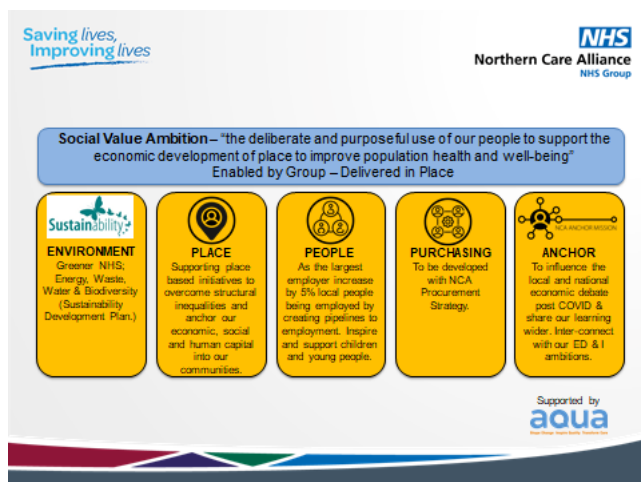 Saving lives,
Improving lives
NHS
Northern Care Alliance
NHS Group
Social Value Ambition – "the deliberate and purposeful use of our people to support the
economic development of place to improve population health and well-being"
Enabled by Group – Delivered in Place
Sustainability
ENVIRONMENT
Greener NHS;
Energy, Waste,
Water & Biodiversity
(Sustainability
Development Plan.)
PLACE
Supporting place
based initiatives to
overcome structural
inequalities and
anchor our
economic, social
and human capital
into our
communities.
PEOPLE
As the largest
employer increase
by 5% local people
being employed by
creating pipelines to
employment. Inspire
and support children
and young people.
PURCHASING
To be developed
with NCA
Procurement
Strategy.
NCA ANCHOR MISSION
ANCHOR
To influence the
local and national
economic debate
post COVID &
share our learning
wider. Inter-connect
with our ED & I
ambitions.
Supported by
aqua